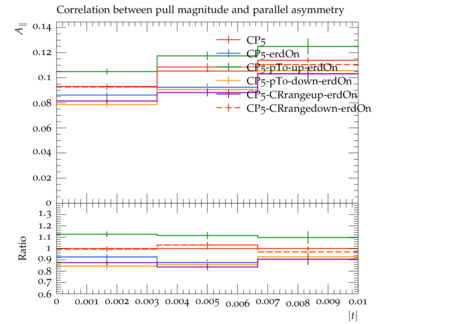 Correlation between pull magnitude and parallel asymmetry
A∥
0.14
0.12
0.1
0.08
0.06
0.04
0.02
0
CP5
CP5-erdOn
CP5-pTo-up-erdOn
CP5-pTo-down-erdOn
CP5-CRrangeup-erdOn
CP5-CRrangedown-erdOn
Ratio
1.3
1.2
1.1
1
0.9
0.8
0.7
0.6
0 0.001 0.002 0.003 0.004 0.005 0.006 0.007 0.008 0.009 0.01
|t|